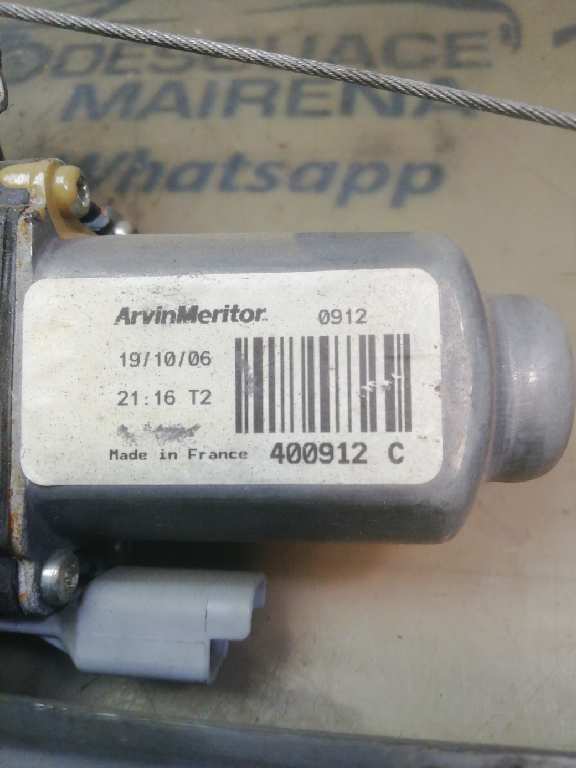 DESGUACE
MAIRENA
Whatsapp
ArvinMeritor
0912
19/10/06
21:16 T2
Made in France
400912 C